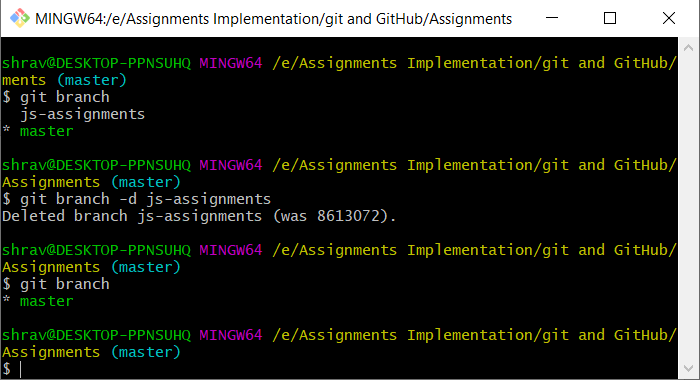 MINGW64:/e/Assignments Implementation/git and GitHub/Assignments
shrav@DESKTOP-PPNSUHQ MINGW64 /e/Assignments Implementation/git and GitHub/
ments (master)
$ git branch
  js-assignments
* master
shrav@DESKTOP-PPNSUHQ MINGW64 /e/Assignments Implementation/git and GitHub/
Assignments (master)
$ git branch -d js-assignments
Deleted branch js-assignments (was 8613072).
shrav@DESKTOP-PPNSUHQ MINGW64 /e/Assignments Implementation/git and GitHub/
Assignments (master)
$ git branch
* master
shrav@DESKTOP-PPNSUHQ MINGW64 /e/Assignments Implementation/git and GitHub/
Assignments (master)
$